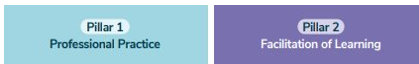 Pillar 1
Professional Practice
Pillar 2
Facilitation of Learning